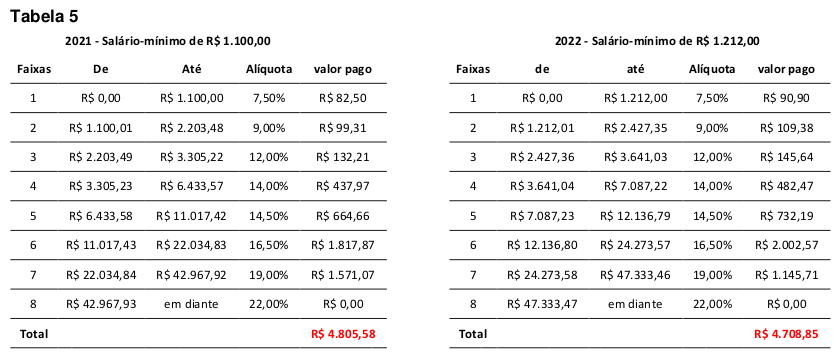 Tabela 5
2021 - Salário-mínimo de R$ 1.100,00
Faixas De Até Alíquota valor pago
1 R$ 0,00 R$ 1.100,00 7,50% R$ 82,50
2 R$ 1.100,01 R$ 2.203,48 9,00% R$ 99,31
3 R$ 2.203,49 R$ 3.305,22 12,00% R$ 132,21
4 R$ 3.305,23 R$ 6.433,57 14,00% R$ 437,97
5 R$ 6.433,58 R$ 11.017,42 14,50% R$ 664,66
6 R$ 11.017,43 R$ 22.034,83 16,50% R$ 1.817,87
7 R$ 22.034,84 R$ 42.967,92 19,00% R$ 1.571,07
8 R$ 42.967,93 em diante 22,00% R$ 0,00
Total R$ 4.805,58
2022 - Salário-mínimo de R$ 1.212,00
Faixas de até Alíquota valor pago
1 R$ 0,00 R$ 1.212,00 7,50% R$ 90,90
2 R$ 1.212,01 R$ 2.427,35 9,00% R$ 109,38
3 R$ 2.427,36 R$ 3.641,03 12,00% R$ 145,64
4 R$ 3.641,04 R$ 7.087,22 14,00% R$ 482,47
5 R$ 7.087,23 R$ 12.136,79 14,50% R$ 732,19
6 R$ 12.136,80 R$ 24.273,57 16,50% R$ 2.002,57
7 R$ 24.273,58 R$ 47.333,46 19,00% R$ 1.145,71
8 R$ 47.333,47 em diante 22,00% R$ 0,00
Total R$ 4.708,85